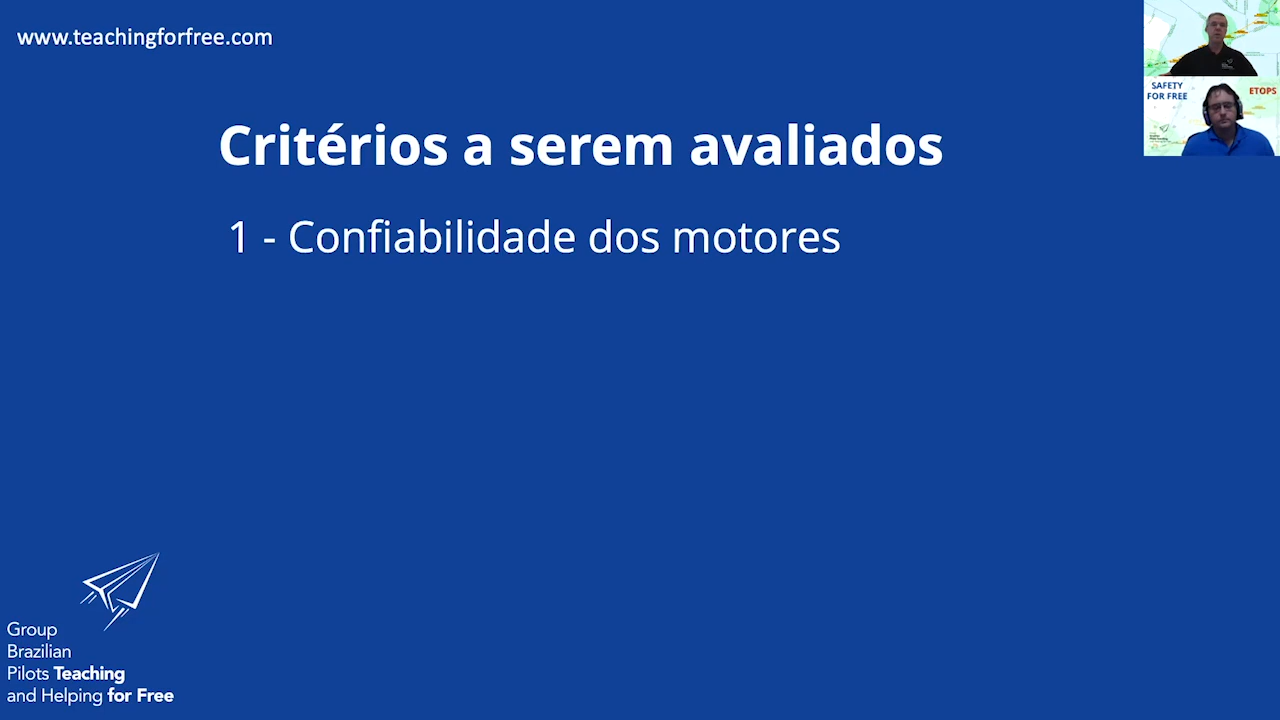 www.teachingforfree.com
SAFETY
FOR FREE
ETOPS
Critérios a serem avaliados
1 - Confiabilidade dos motores
Group
Brazilian
Pilots Teaching
and Helping for Free